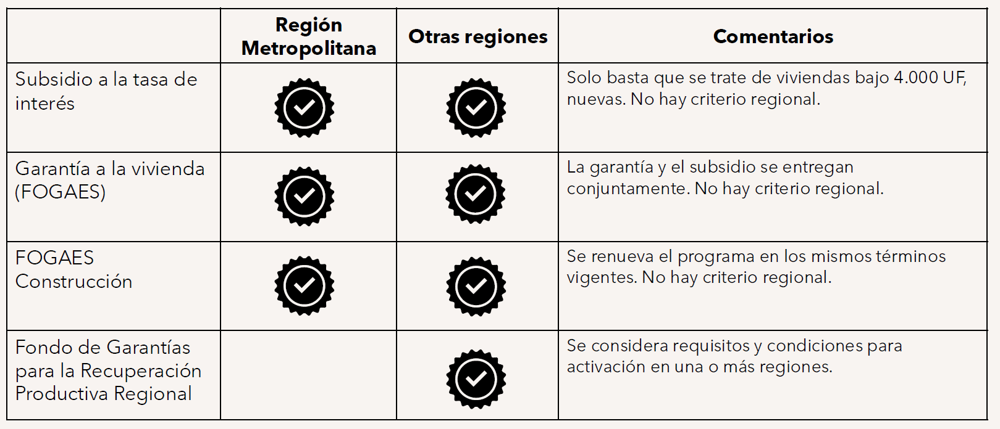 Región
Metropolitana
Otras regiones
Comentarios
Subsidio a la tasa de
interés
Solo basta que se trate de viviendas bajo 4.000 UF,
nuevas. No hay criterio regional.
Garantía a la vivienda
(FOGAES)
La garantía y el subsidio se entregan
conjuntamente. No hay criterio regional.
FOGAES
Construcción
Se renueva el programa en los mismos términos
vigentes. No hay criterio regional.
Fondo de Garantías
para la Recuperación
Productiva Regional
Se considera requisitos y condiciones para
activación en una o más regiones.